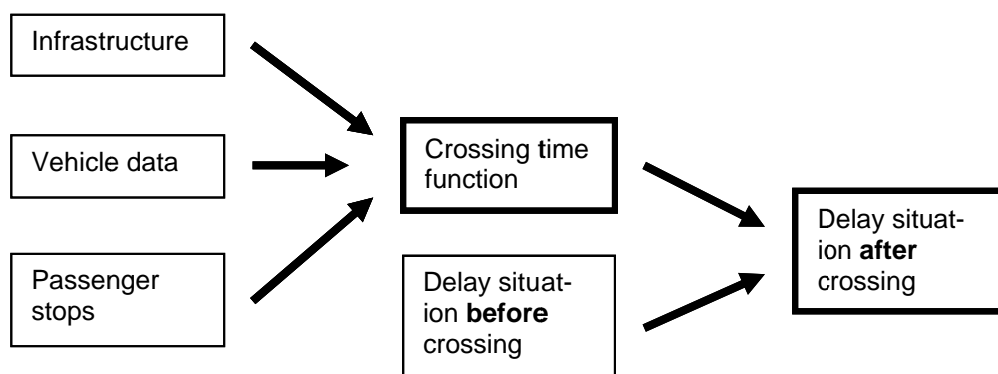 Infrastructure
Vehicle data
Passenger
stops
Crossing time
function
Delay situat-
ion before
crossing
Delay situat-
ion after
crossing